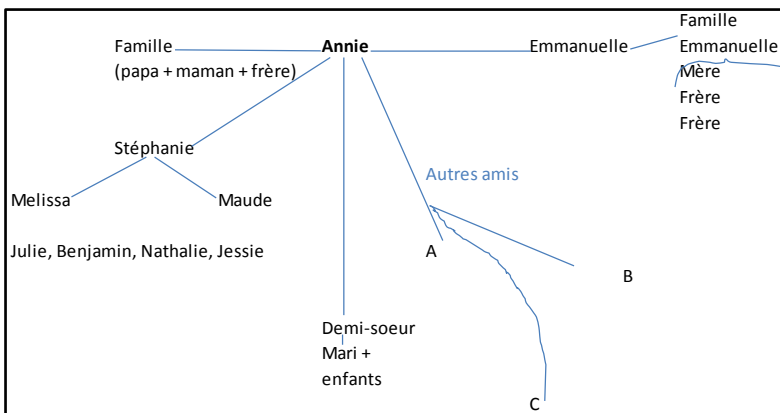 Famille
Annie
Emmanuelle
Famille
Emmanuelle
Mère
Frère
Frère
(papa + maman + frère)
Stéphanie
Autres amis
Melissa
Maude
Julie, Benjamin, Nathalie, Jessie
A
B
Demi-soeur
Mari +
enfants
C